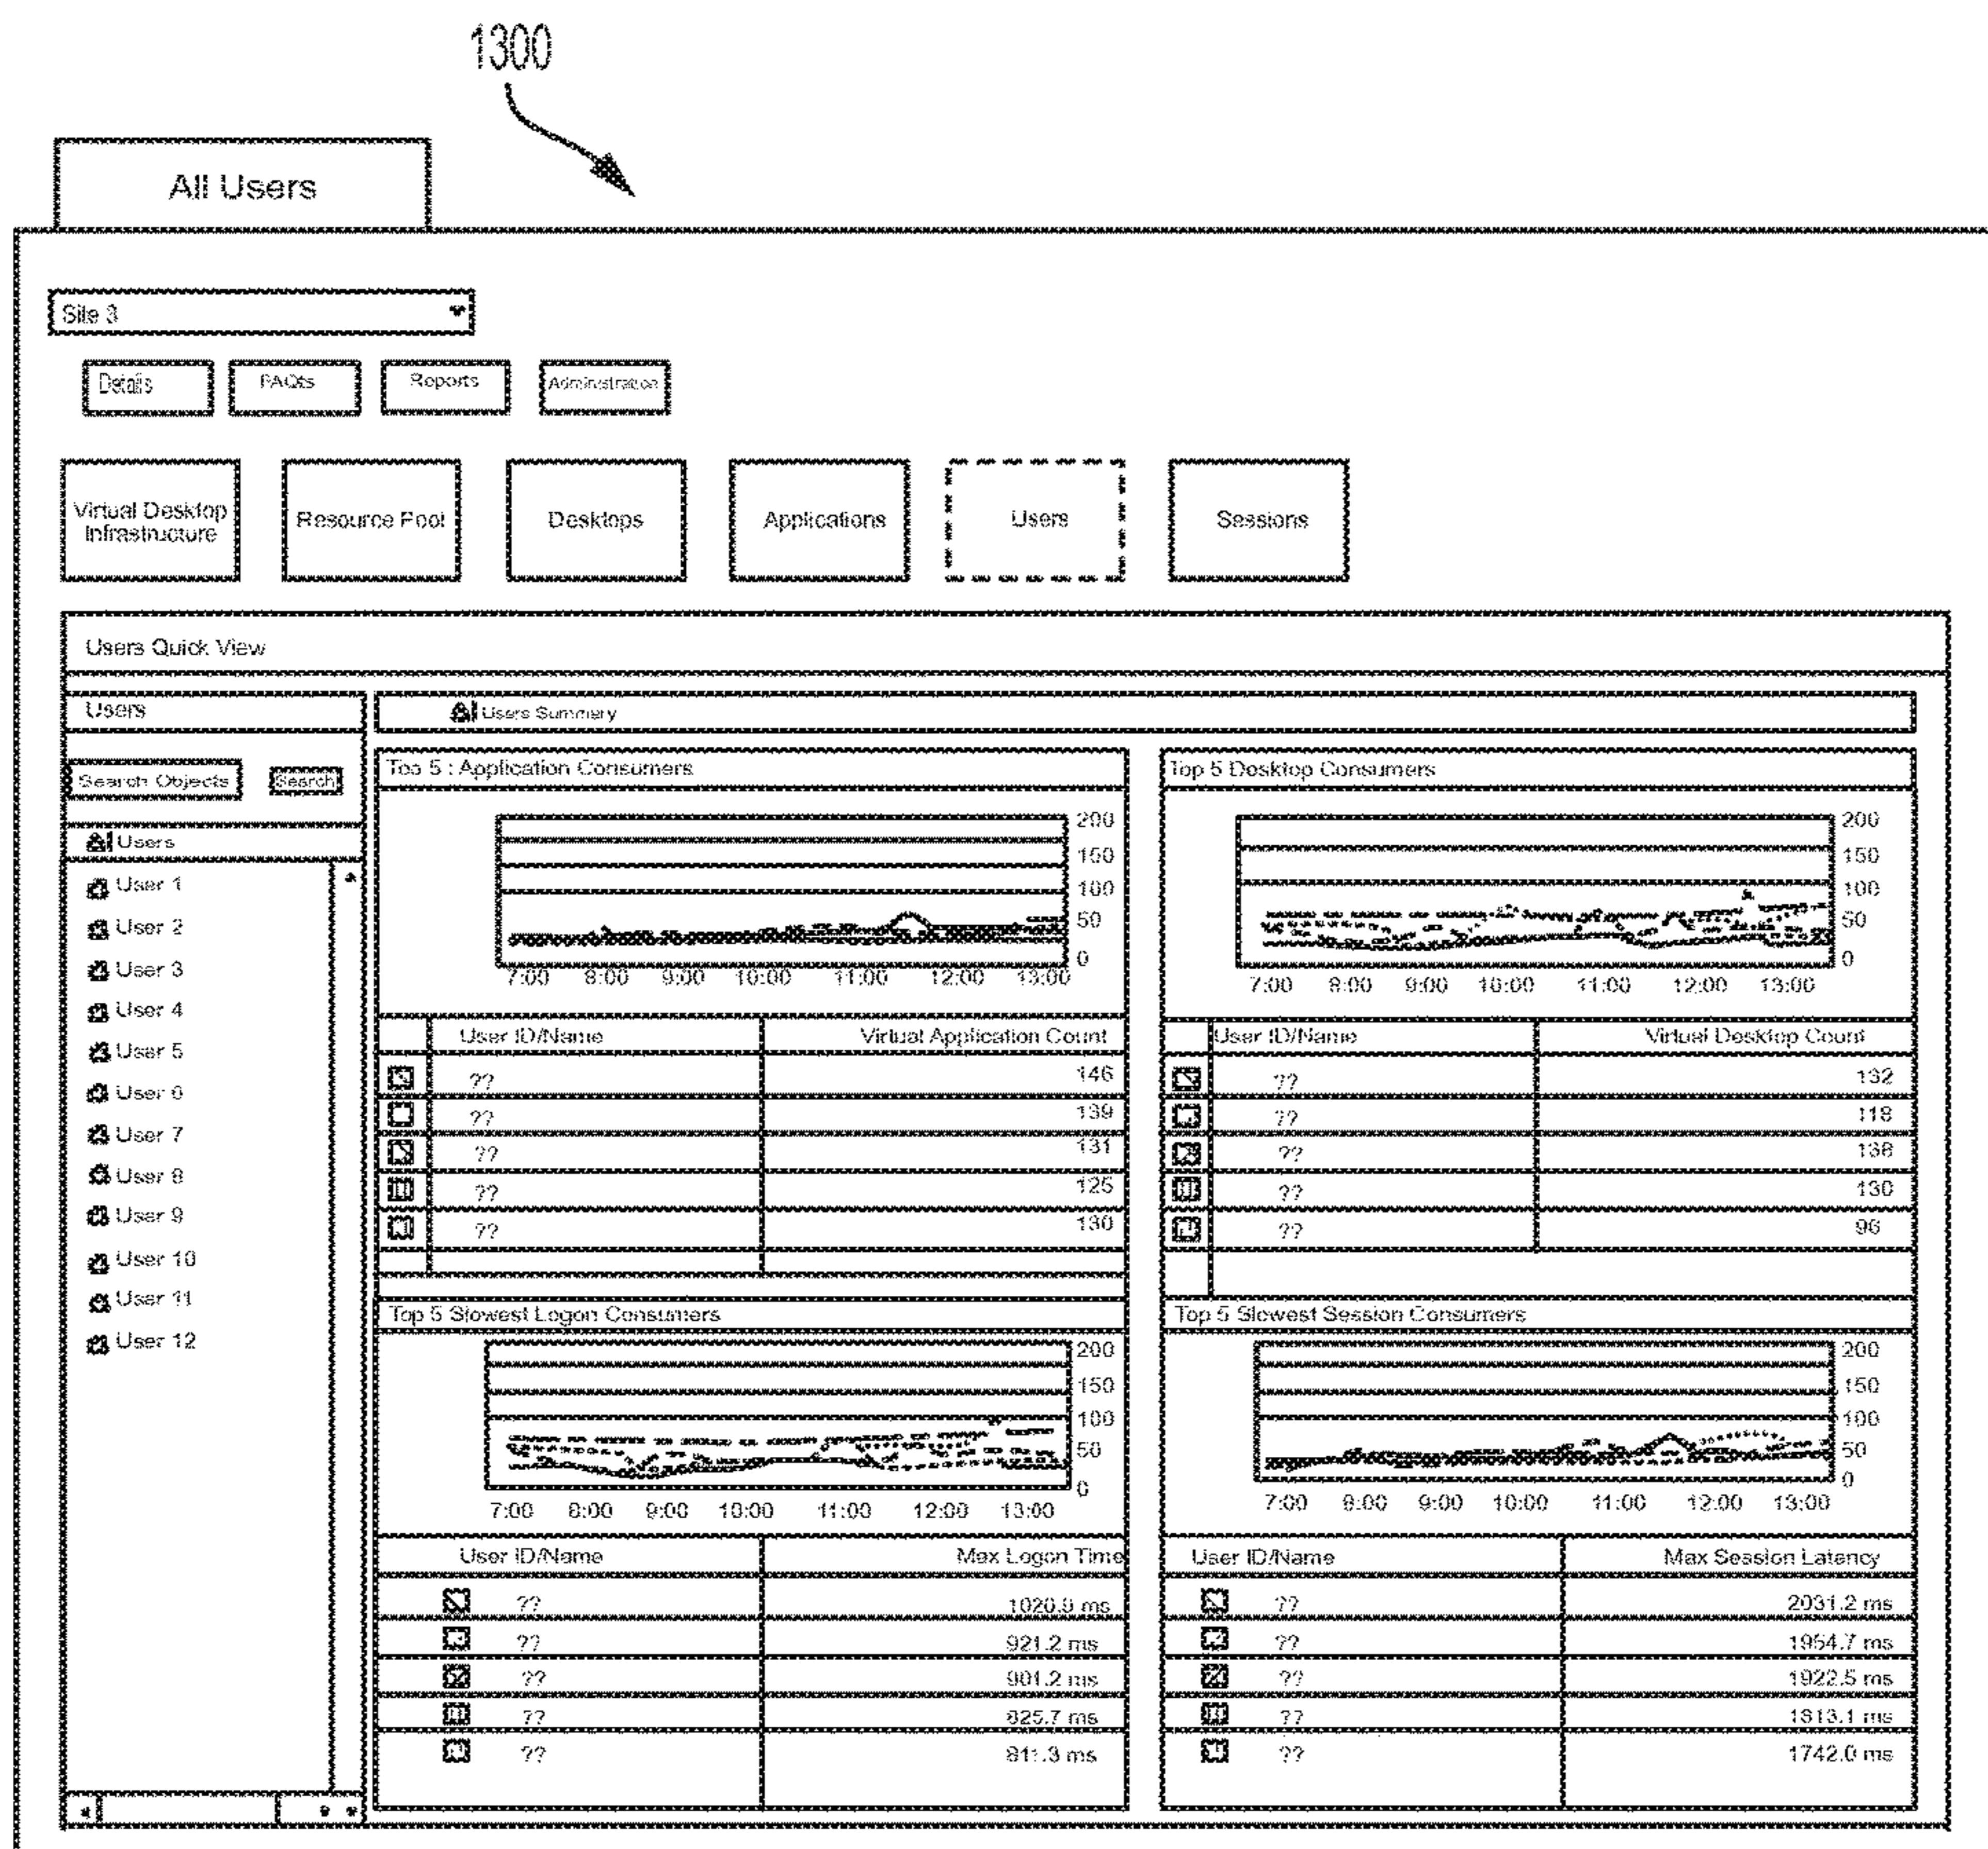 1300
All Users
Site 3
Details FAQts Reports Administration
Virtual Desktop
Infrastructure
Resource Pool
Desktops
Applications
Users
Sessions
Users Quick View
Users
Search Objects Search
Users
User 1
User 2
User 3
User 4
User 5
User 6
User 7
User 8
User 9
User 10
User 11
User 12
Users Summary
Top 5 : Application Consumers
200
150
100
50
0
7:00 8:00 9:00 10:00 11:00 12:00 13:00
User ID/Name Virtual Application Count
?? 146
?? 139
?? 131
?? 125
?? 130
Top 5 Desktop Consumers
200
150
100
50
0
7:00 8:00 9:00 10:00 11:00 12:00 13:00
User ID/Name Virtual Desktop Count
?? 132
?? 118
?? 138
?? 130
?? 96
Top 5 Slowest Logon Consumers
200
150
100
50
0
7:00 8:00 9:00 10:00 11:00 12:00 13:00
User ID/Name Max Logon Time
?? 1020.9 ms
?? 921.2 ms
?? 901.2 ms
?? 825.7 ms
?? 811.3 ms
Top 5 Slowest Session Consumers
200
150
100
50
0
7:00 8:00 9:00 10:00 11:00 12:00 13:00
User ID/Name Max Session Latency
?? 2031.2 ms
?? 1954.7 ms
?? 1922.5 ms
?? 1813.1 ms
?? 1742.0 ms